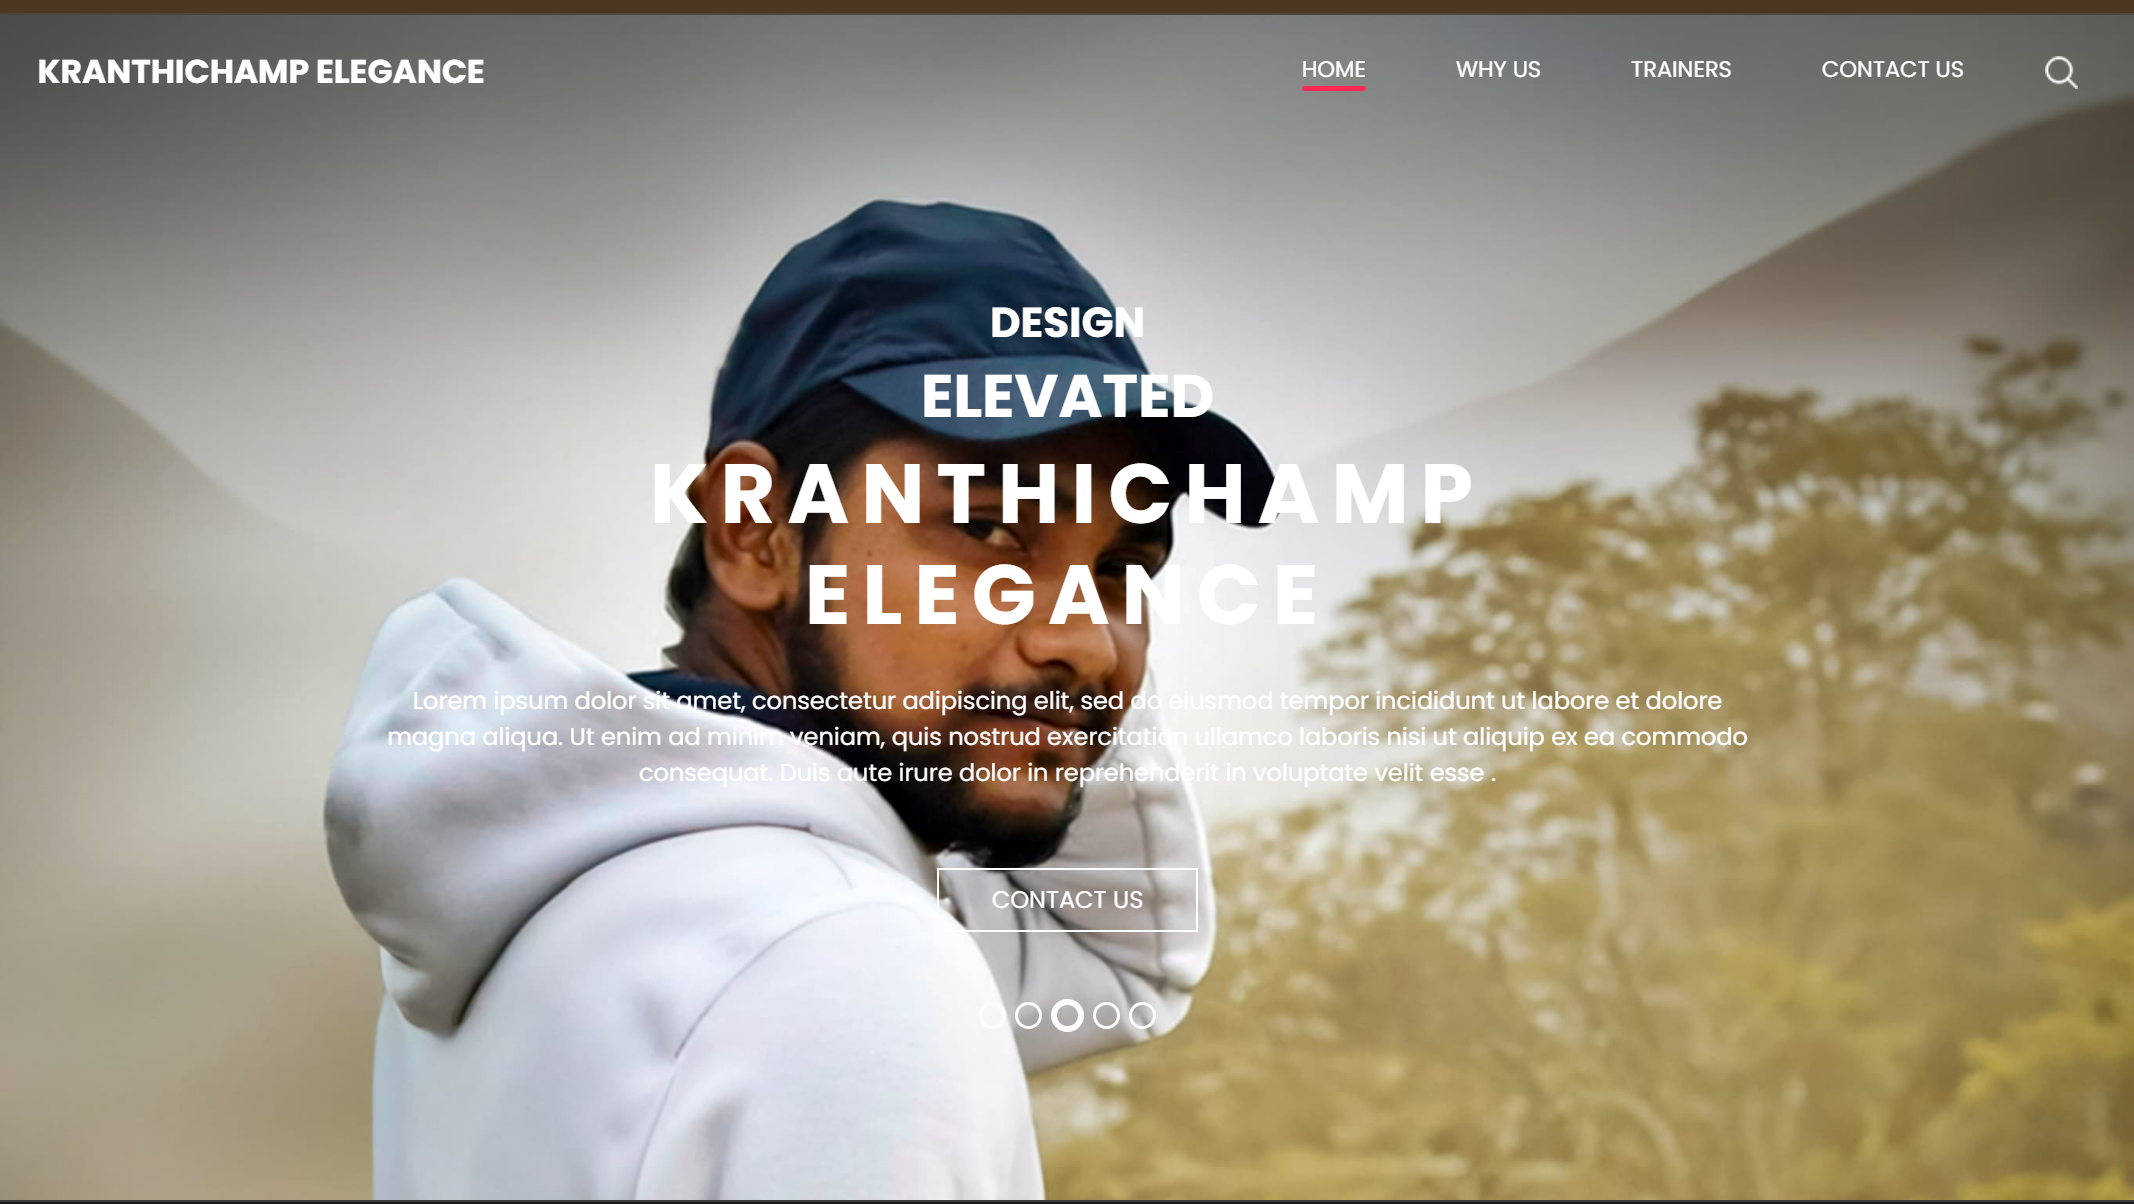 KRANTHICHAMP ELEGANCE
HOME
WHY US
TRAINERS
CONTACT US
DESIGN
ELEVATED
KRANTHICHAMP
ELEGANCE
Lorem ipsum dolor sit amet, consectetur adipiscing elit, sed do eiusmod tempor incididunt ut labore et dolore
magna aliqua. Ut enim ad minim veniam, quis nostrud exercitation ullamco laboris nisi ut aliquip ex ea commodo
consequat. Duis aute irure dolor in reprehenderit in voluptate velit esse .
CONTACT US